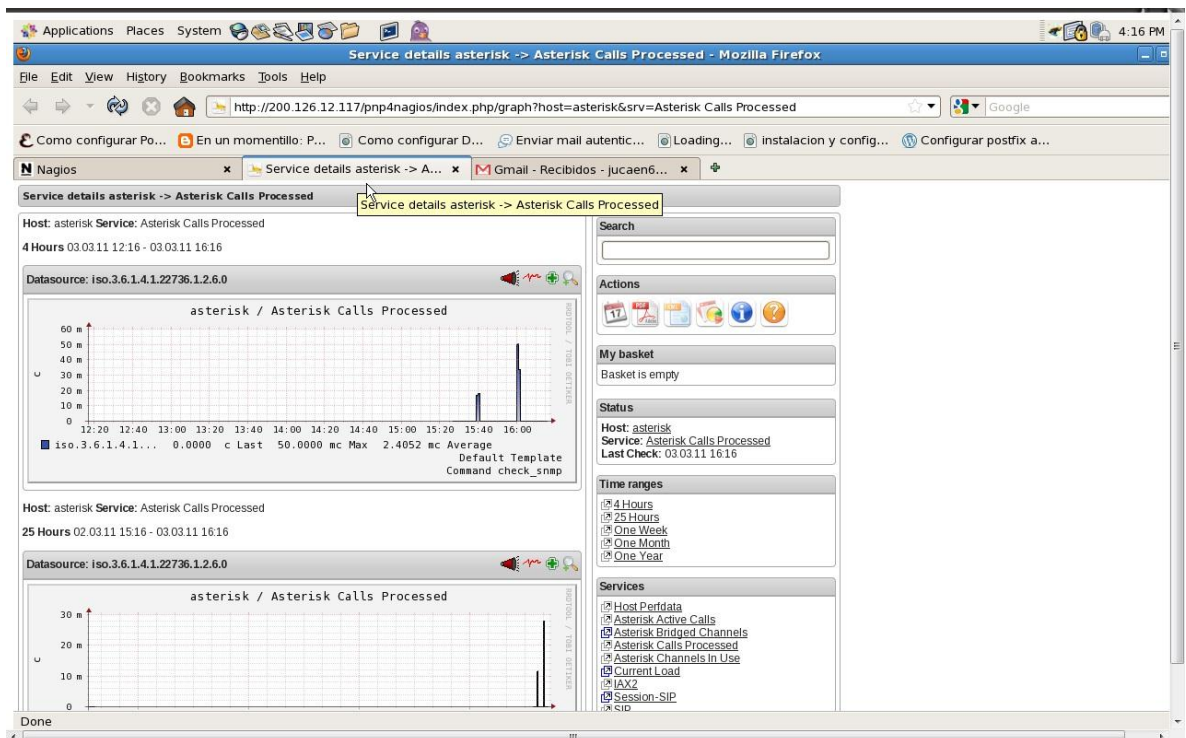 Applications Places System 4:16 PM
Service details asterisk -> Asterisk Calls Processed - Mozilla Firefox
File Edit View History Bookmarks Tools Help
http://200.126.12.117/pnp4nagios/index.php/graph?host=asterisk&srv=Asterisk Calls Processed
Google
Como configurar Po... En un momentillo: P... Como configurar D... Enviar mail autentic... Loading... instalacion y config... Configurar postfix a...
Nagios Service details asterisk -> A... Gmail - Recibidos - jucaen6...
Service details asterisk -> Asterisk Calls Processed
Service details asterisk -> Asterisk Calls Processed
Host: asterisk Service: Asterisk Calls Processed
4 Hours 03.03.11 12:16 - 03.03.11 16:16
Datasource: iso.3.6.1.4.1.22736.1.2.6.0
asterisk / Asterisk Calls Processed
RRDTOOL / TOBI OETIKER
60 m
50 m
40 m
30 m
20 m
10 m
0
c
12:20 12:40 13:00 13:20 13:40 14:00 14:20 14:40 15:00 15:20 15:40 16:00
iso.3.6.1.4.1... 0.0000 c Last 50.0000 mc Max 2.4052 mc Average
Default Template
Command check_snmp
Host: asterisk Service: Asterisk Calls Processed
25 Hours 02.03.11 15:16 - 03.03.11 16:16
Datasource: iso.3.6.1.4.1.22736.1.2.6.0
asterisk / Asterisk Calls Processed
RRDTOOL / TOBI OETIKER
30 m
20 m
10 m
0
c
Search
Actions
17
PDF
My basket
Basket is empty
Status
Host: asterisk
Service: Asterisk Calls Processed
Last Check: 03.03.11 16:16
Time ranges
4 Hours
25 Hours
One Week
One Month
One Year
Services
Host Perfdata
Asterisk Active Calls
Asterisk Bridged Channels
Asterisk Calls Processed
Asterisk Channels In Use
Current Load
IAX2
Session-SIP
SIP
Done